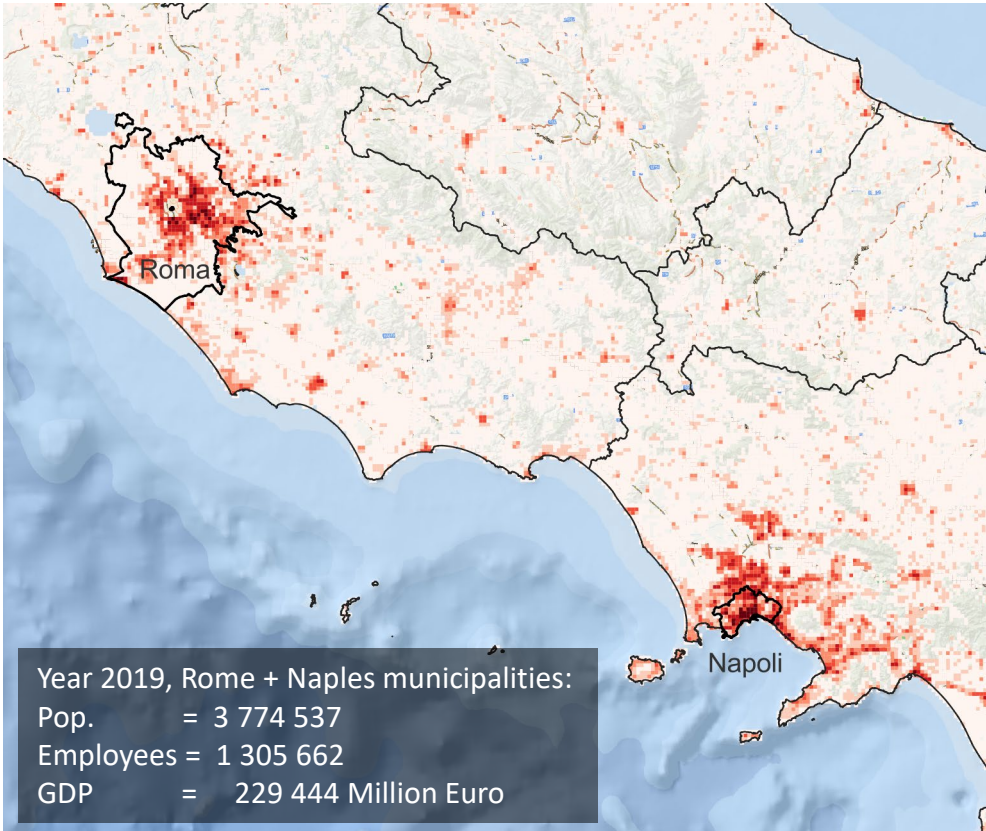 Roma
Napoli
Year 2019, Rome + Naples municipalities:
Pop. = 3 774 537
Employees = 1 305 662
GDP = 229 444 Million Euro